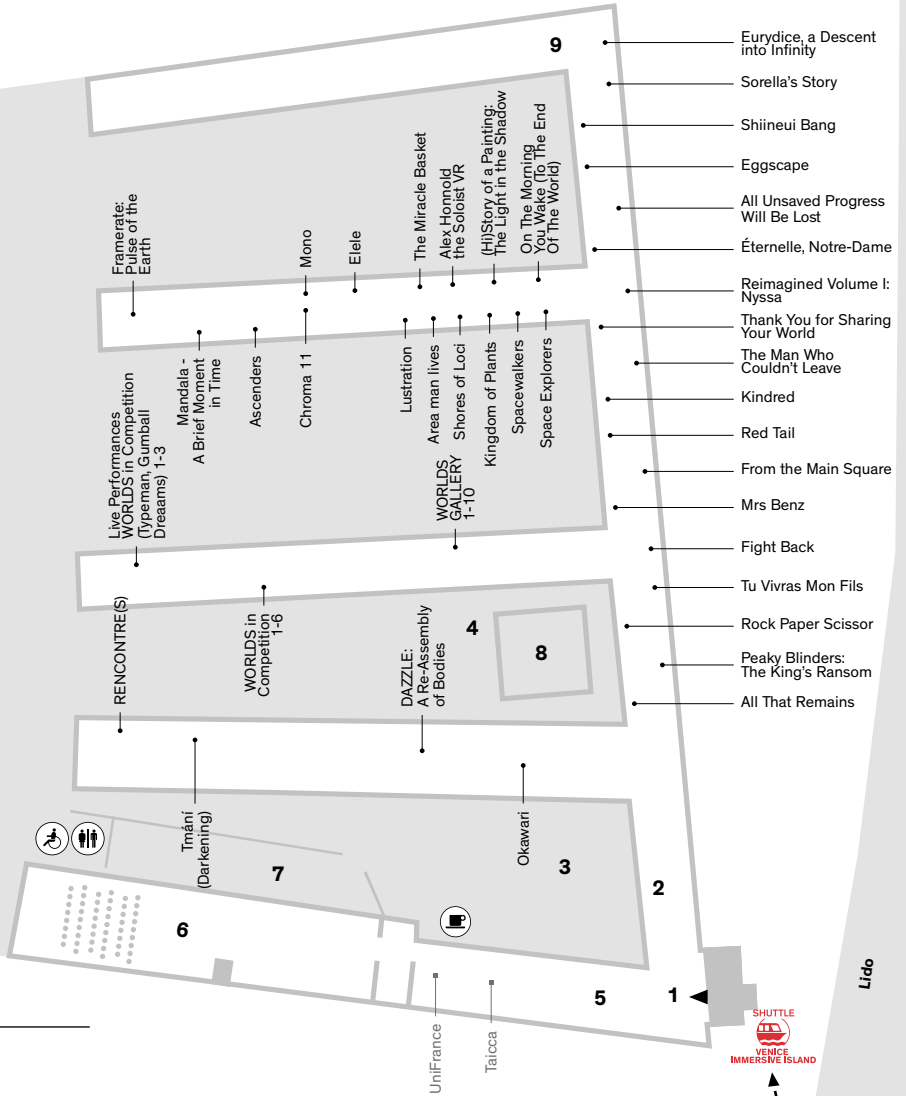 9
Eurydice, a Descent
into Infinity
Sorella's Story
Shiineui Bang
Eggscape
All Unsaved Progress
Will Be Lost
Éternelle, Notre-Dame
Reimagined Volume I:
Nyssa
Thank You for Sharing
Your World
The Man Who
Couldn't Leave
Kindred
Red Tail
From the Main Square
Mrs Benz
Fight Back
Tu Vivras Mon Fils
Rock Paper Scissor
Peaky Blinders:
The King's Ransom
All That Remains
Framerate:
Pulse of the
Earth
Mono
Elele
The Miracle Basket
Alex Honnold
the Soloist VR
(Hi)Story of a Painting:
The Light in the Shadow
On The Morning
You Wake (To The End
Of The World)
Mandala -
A Brief Moment
in Time
Ascenders
Chroma 11
Lustration
Area man lives
Shores of Loci
Kingdom of Plants
Spacewalkers
Space Explorers
Live Performances
WORLDS in Competition
(Typeman, Gumball
Dreaams) 1-3
WORLDS
GALLERY
1-10
RENCONTRE(S)
WORLDS in
Competition
1-6
DAZZLE:
A Re-Assembly
of Bodies
4
8
Tmání
(Darkening)
Okawari
3
7
2
6
5
1
UniFrance
Taicca
Lido
SHUTTLE
VENICE
IMMERSIVE ISLAND